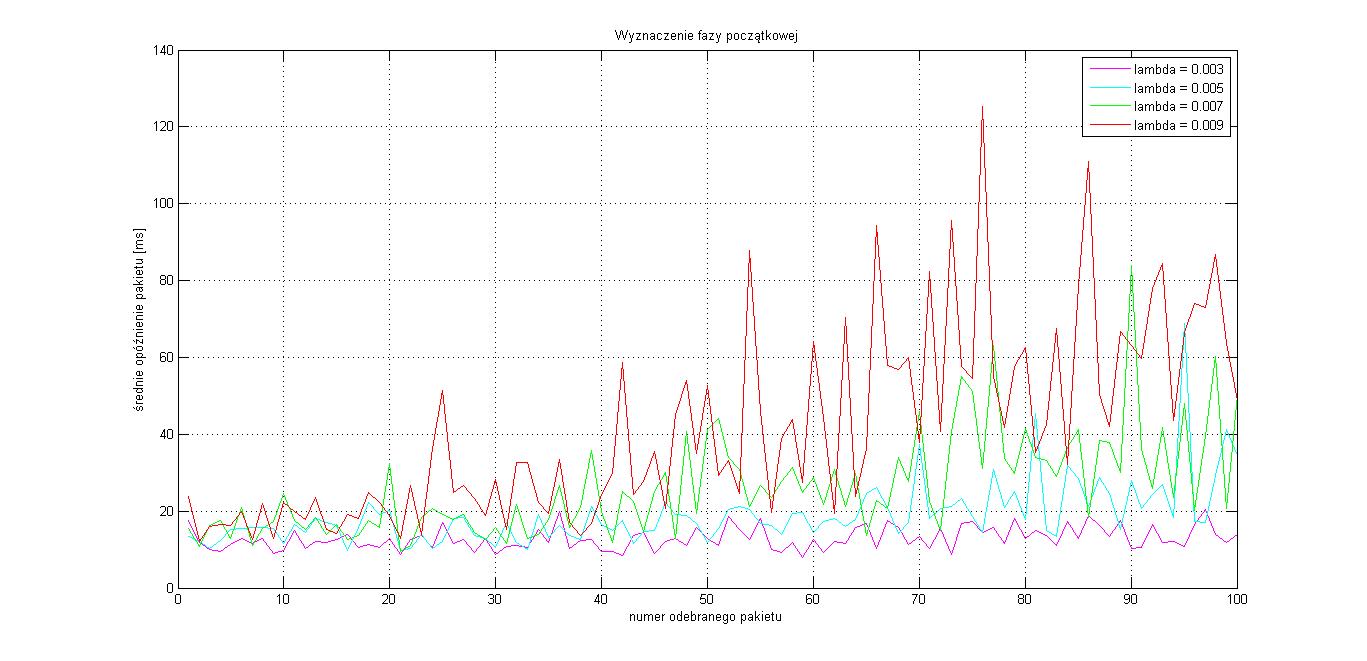 Wyznaczenie fazy początkowej
140
120
100
80
60
40
20
0
średnie opóźnienie pakietu [ms]
lambda = 0.003
lambda = 0.005
lambda = 0.007
lambda = 0.009
0 10 20 30 40 50 60 70 80 90 100
numer odebranego pakietu